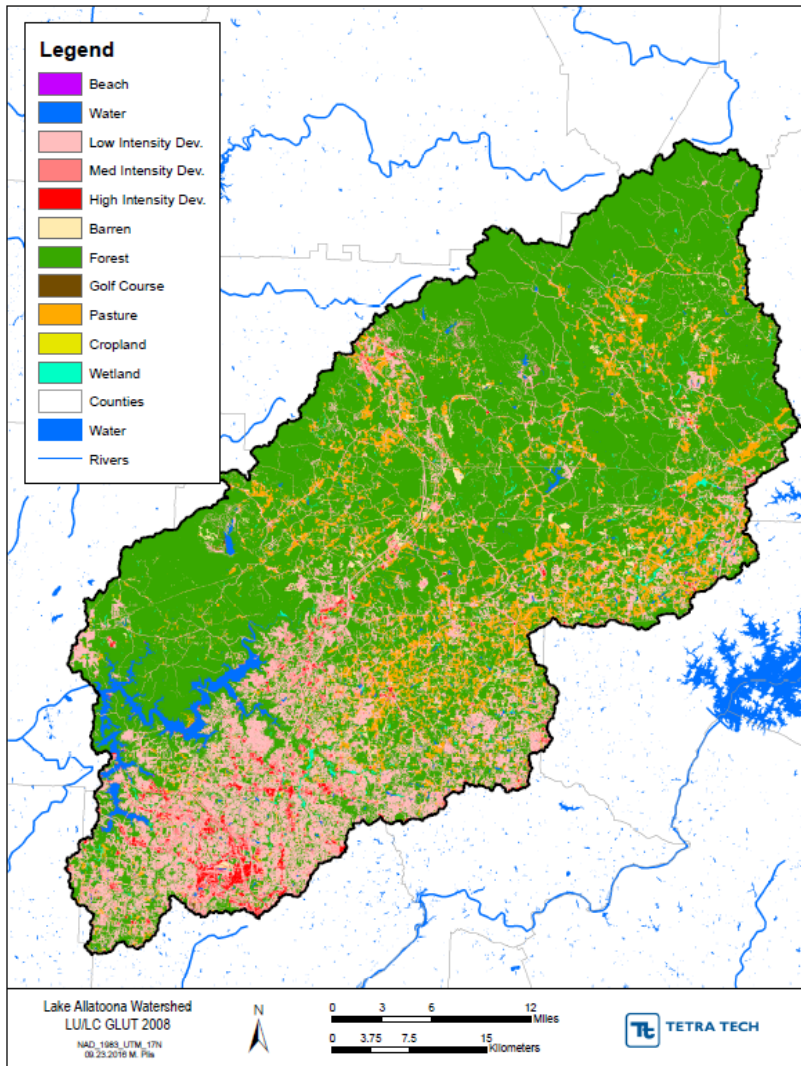 Legend
Beach
Water
Low Intensity Dev.
Med Intensity Dev.
High Intensity Dev.
Barren
Forest
Golf Course
Pasture
Cropland
Wetland
Counties
Water
Rivers
Lake Allatoona Watershed
LU/LC GLUT 2008
NAD_1983_UTM_17N
09.23.2016 M. Plis
N
0 3 6 12
Miles
0 3.75 7.5 15
Kilometers
Tt TETRA TECH